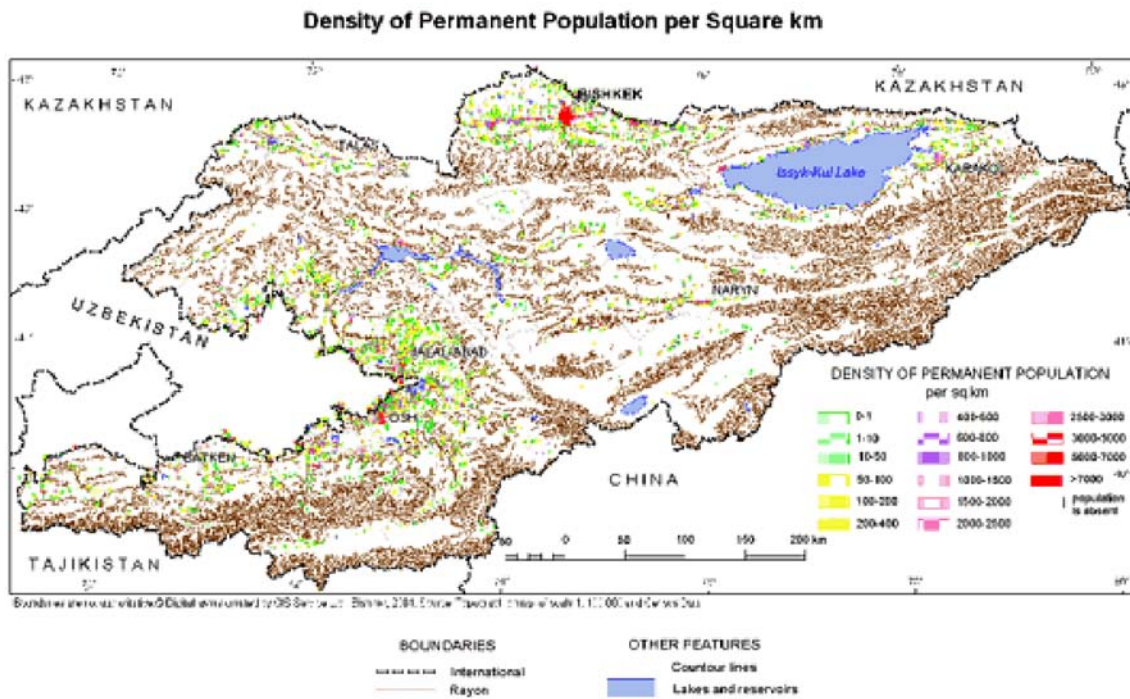 Density of Permanent Population per Square km
KAZAKHSTAN
KAZAKHSTAN
BISHKEK
TALAS
Issyk-Kul Lake
KARAKOL
UZBEKISTAN
NARYN
JALAL-ABAD
OSH
BATKEN
CHINA
TAJIKISTAN
DENSITY OF PERMANENT POPULATION
per sq.km
0-1
1-10
10-50
50-100
100-200
200-400
400-600
600-800
800-1000
1000-1500
1500-2000
2000-2500
2500-3000
3000-5000
5000-7000
>7000
population
is absent
50 0 50 100 150 200 km
BOUNDARIES
International
Rayon
OTHER FEATURES
Countour lines
Lakes and reservoirs